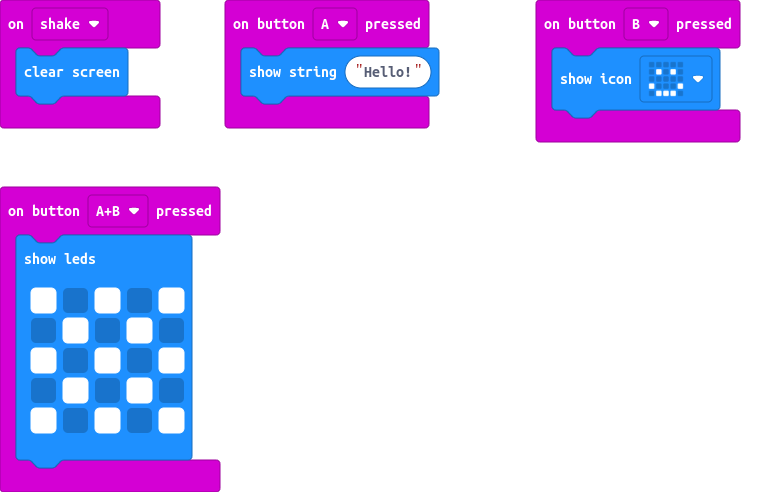 on shake
clear screen
on button A pressed
show string "Hello!"
on button B pressed
show icon
on button A+B pressed
show leds